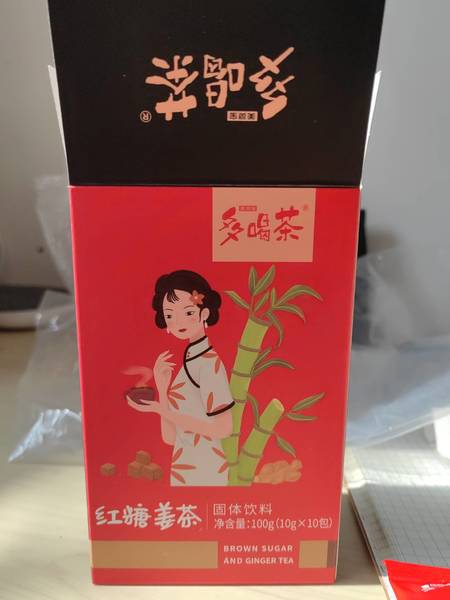 多喝茶®
多喝茶®
红糖姜茶
固体饮料
净含量:100g(10g×10包)
BROWN SUGAR
AND GINGER TEA